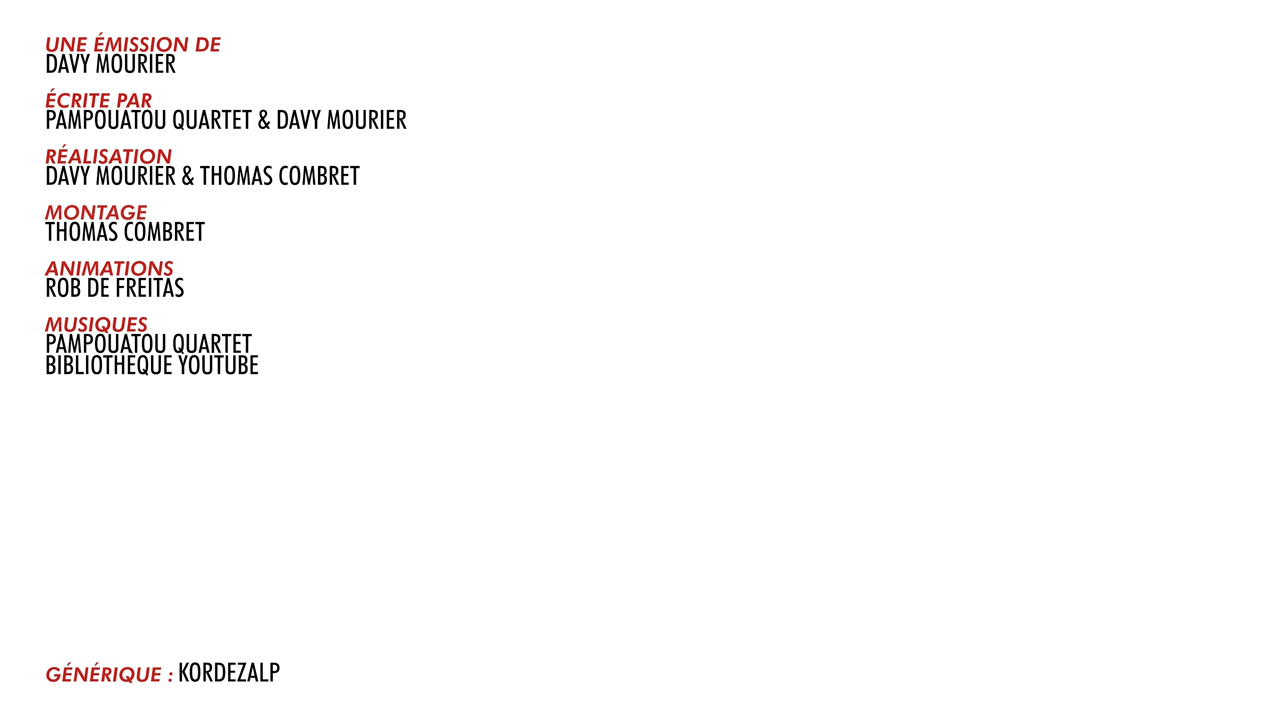 UNE ÉMISSION DE
DAVY MOURIER
ÉCRITE PAR
PAMPOUATOU QUARTET & DAVY MOURIER
RÉALISATION
DAVY MOURIER & THOMAS COMBRET
MONTAGE
THOMAS COMBRET
ANIMATIONS
ROB DE FREITAS
MUSIQUES
PAMPOUATOU QUARTET
BIBLIOTHÈQUE YOUTUBE
GÉNÉRIQUE : KORDEZALP